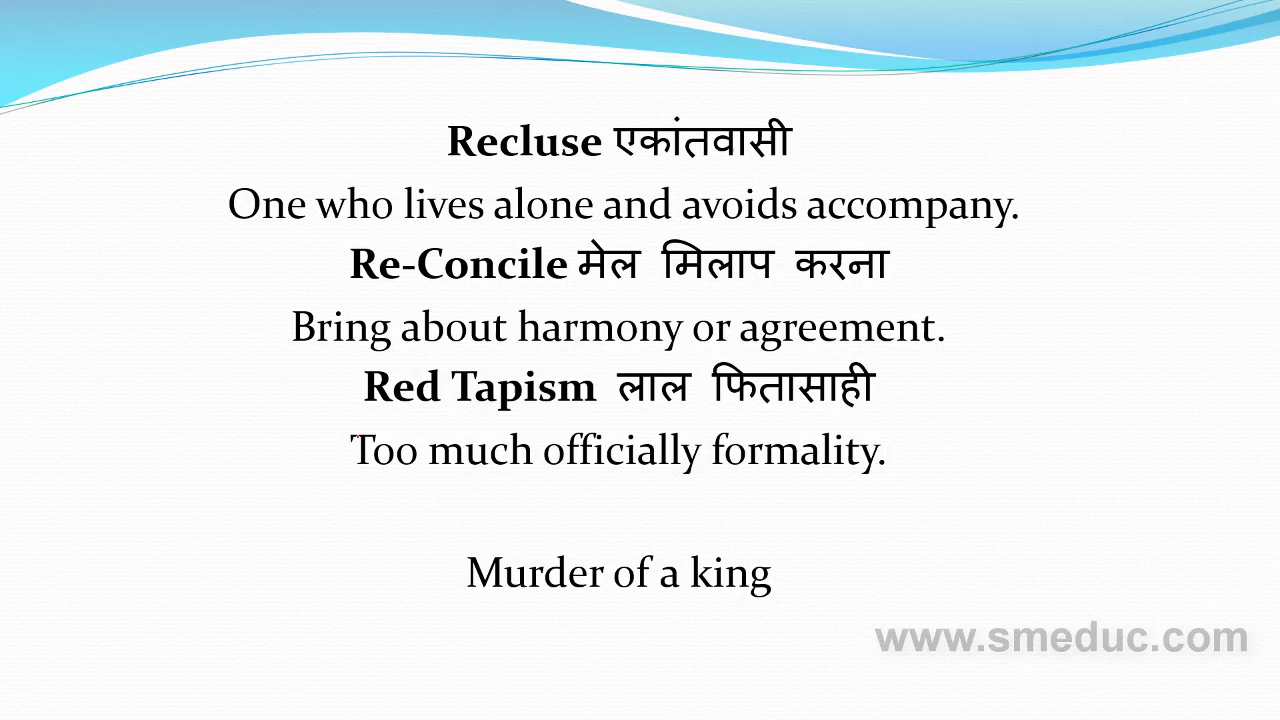 Recluse एकांतवासी
One who lives alone and avoids accompany.
Re-Concile मेल मिलाप करना
Bring about harmony or agreement.
Red Tapism लाल फितासाही
Too much officially formality.
Murder of a king
www.smeduc.com